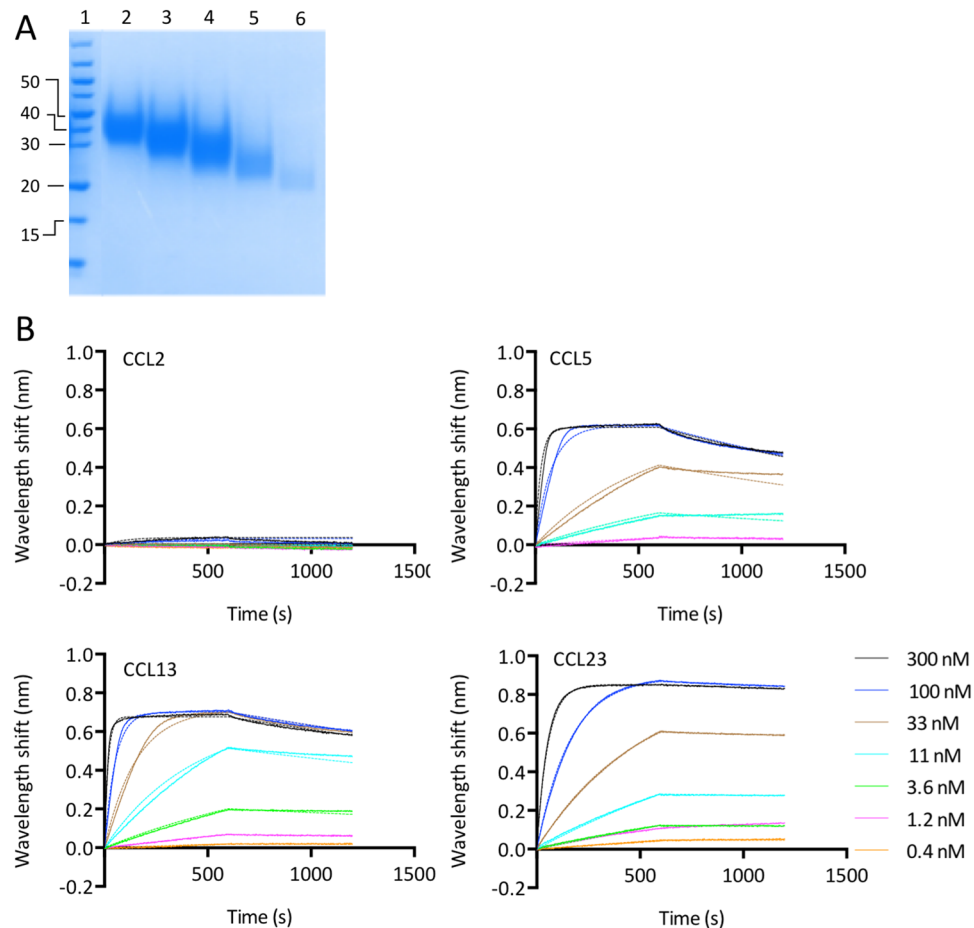 A
1 2 3 4 5 6
50
40
30
20
15
B
CCL2
Wavelength shift (nm)
1.0
0.8
0.6
0.4
0.2
0.0
-0.2
500 1000 1500
Time (s)
CCL5
Wavelength shift (nm)
1.0
0.8
0.6
0.4
0.2
0.0
-0.2
500 1000 1500
Time (s)
CCL13
Wavelength shift (nm)
1.0
0.8
0.6
0.4
0.2
0.0
-0.2
500 1000 1500
Time (s)
CCL23
Wavelength shift (nm)
1.0
0.8
0.6
0.4
0.2
0.0
-0.2
500 1000 1500
Time (s)
300 nM
100 nM
33 nM
11 nM
3.6 nM
1.2 nM
0.4 nM